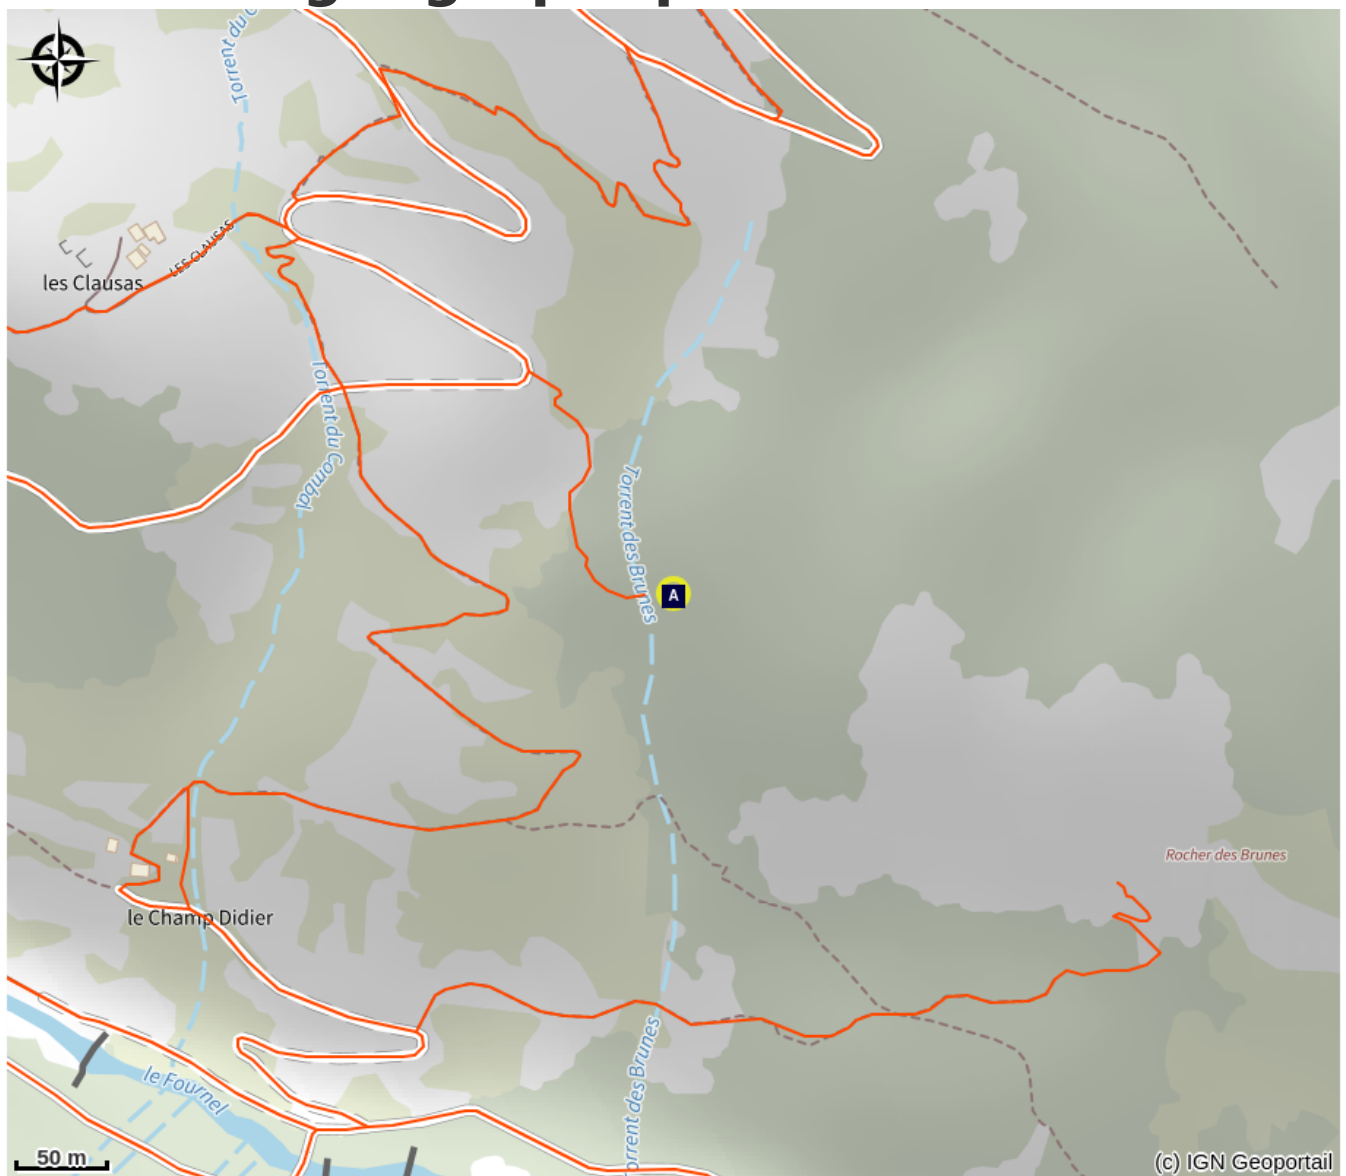 Torrent du
LES CLAUSAS
les Clausas
Torrent du Combal
Torrent des Brunes
A
Rocher des Brunes
le Champ Didier
le Fournel
orrent des Brunes
50 m
(c) IGN Geoportail